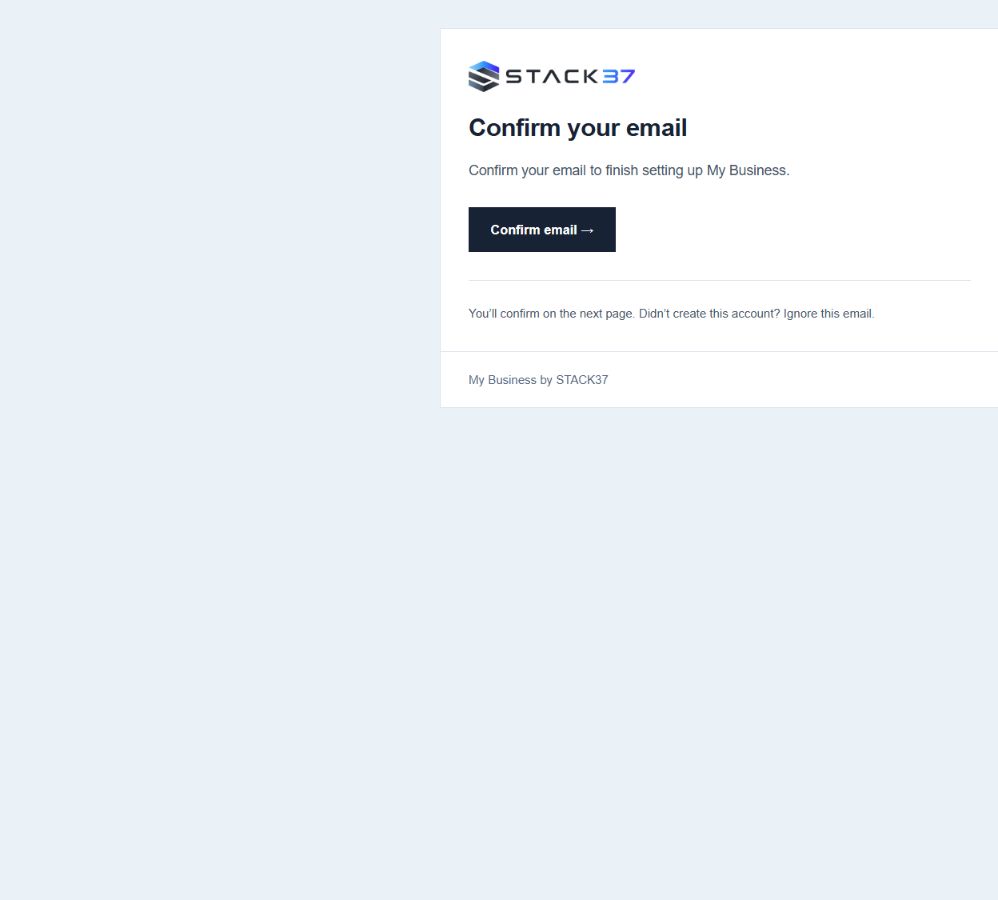 STACK37
Confirm your email
Confirm your email to finish setting up My Business.
Confirm email →
You’ll confirm on the next page. Didn’t create this account? Ignore this email.
My Business by STACK37